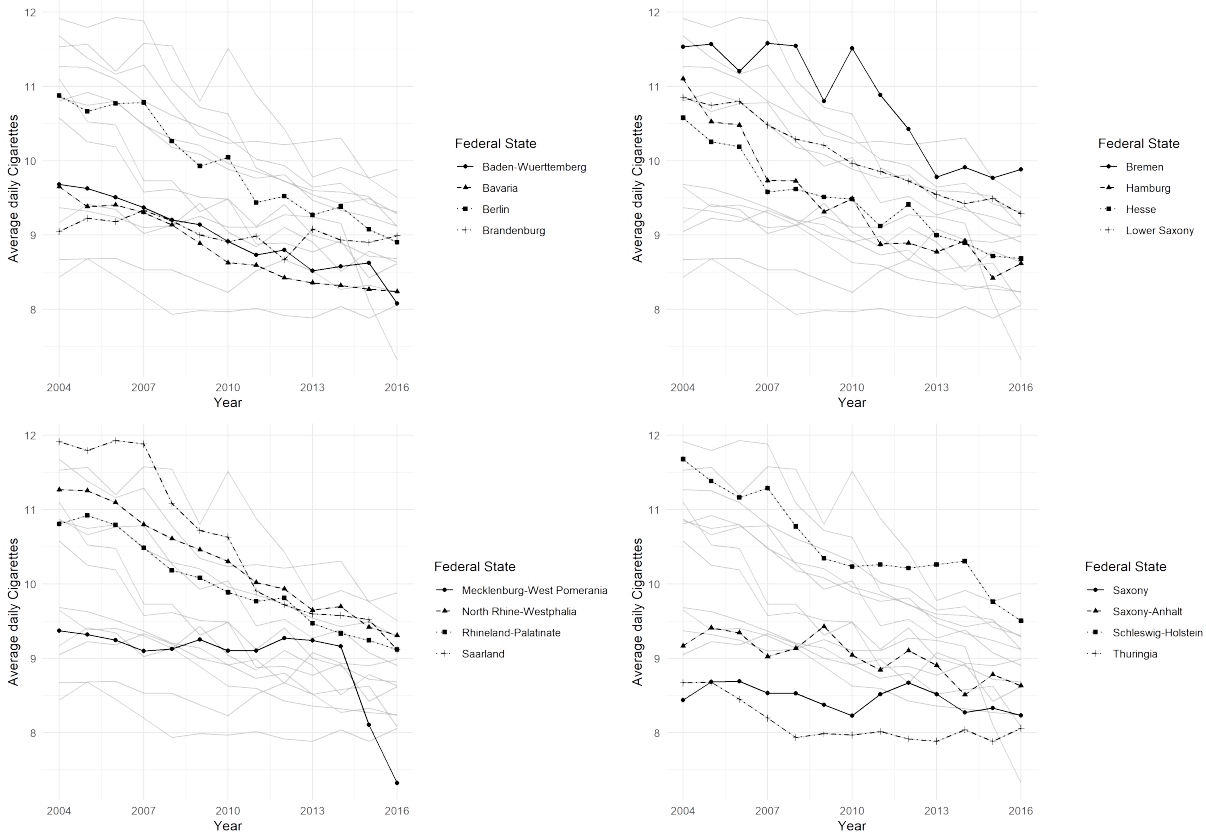 12
11
10
9
8
Average daily Cigarettes
2004 2007 2010 2013 2016
Year
Federal State
Baden-Wuerttemberg
Bavaria
Berlin
Brandenburg
12
11
10
9
8
Average daily Cigarettes
2004 2007 2010 2013 2016
Year
Federal State
Bremen
Hamburg
Hesse
Lower Saxony
12
11
10
9
8
Average daily Cigarettes
2004 2007 2010 2013 2016
Year
Federal State
Mecklenburg-West Pomerania
North Rhine-Westphalia
Rhineland-Palatinate
Saarland
12
11
10
9
8
Average daily Cigarettes
2004 2007 2010 2013 2016
Year
Federal State
Saxony
Saxony-Anhalt
Schleswig-Holstein
Thuringia